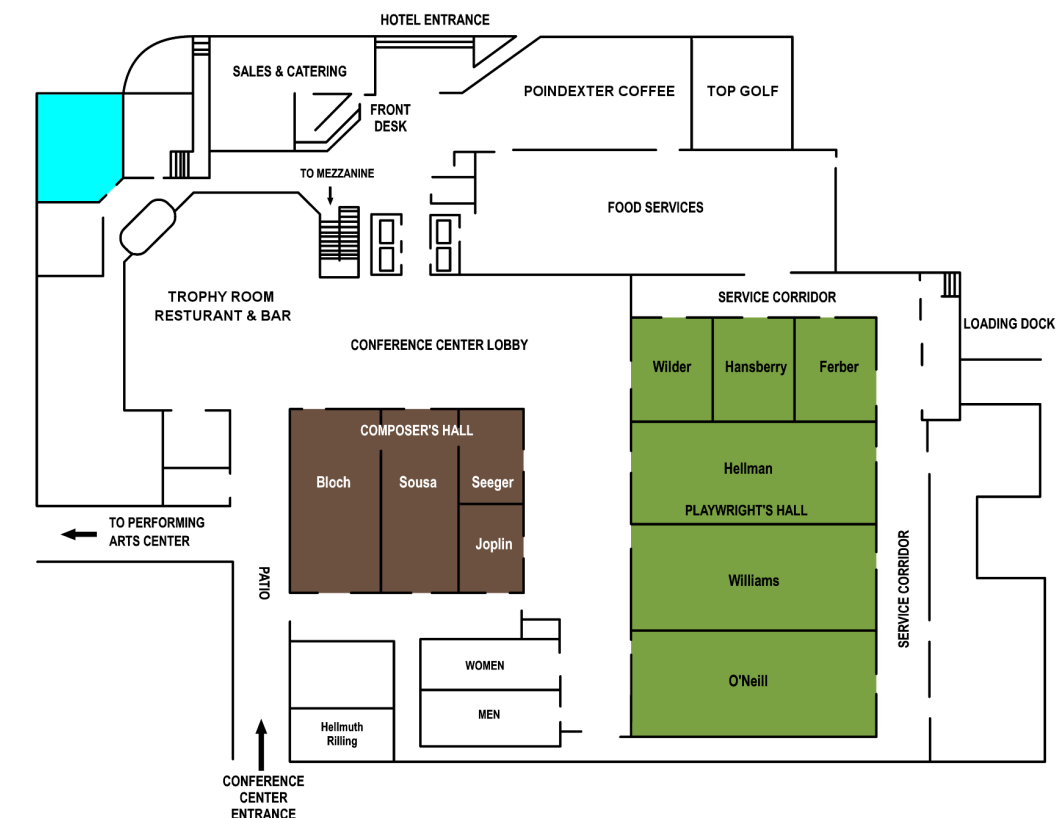 HOTEL ENTRANCE
SALES & CATERING
POINDEXTER COFFEE
TOP GOLF
FRONT
DESK
TO MEZZANINE
FOOD SERVICES
TROPHY ROOM
RESTURANT & BAR
SERVICE CORRIDOR
LOADING DOCK
CONFERENCE CENTER LOBBY
Wilder
Hansberry
Ferber
COMPOSER'S HALL
Bloch
Sousa
Seeger
Joplin
Hellman
PLAYWRIGHT'S HALL
Williams
O'Neill
TO PERFORMING
ARTS CENTER
PATIO
SERVICE CORRIDOR
WOMEN
MEN
Hellmuth
Rilling
CONFERENCE
CENTER
ENTRANCE